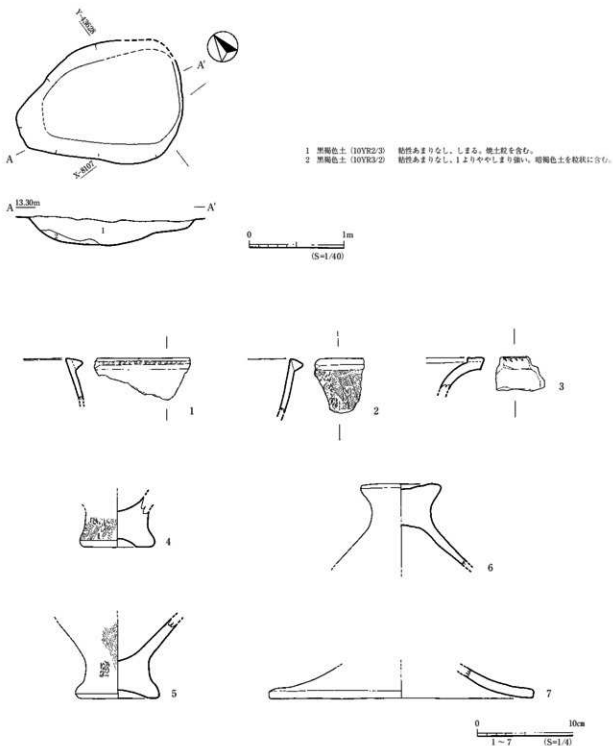 Y-43628
A'
A
X-8107
1 黒褐色土 (10YR2/3) 粘性あまりなし、しまる。焼土粒を含む。
2 黒褐色土 (10YR3/2) 粘性あまりなし、1よりややしまり強い。暗褐色土を粒状に含む。
A 13.30m A'
1
0 1m
(S=1/40)
1
2
3
4
6
5
7
0 10cm
1～7 (S=1/4)